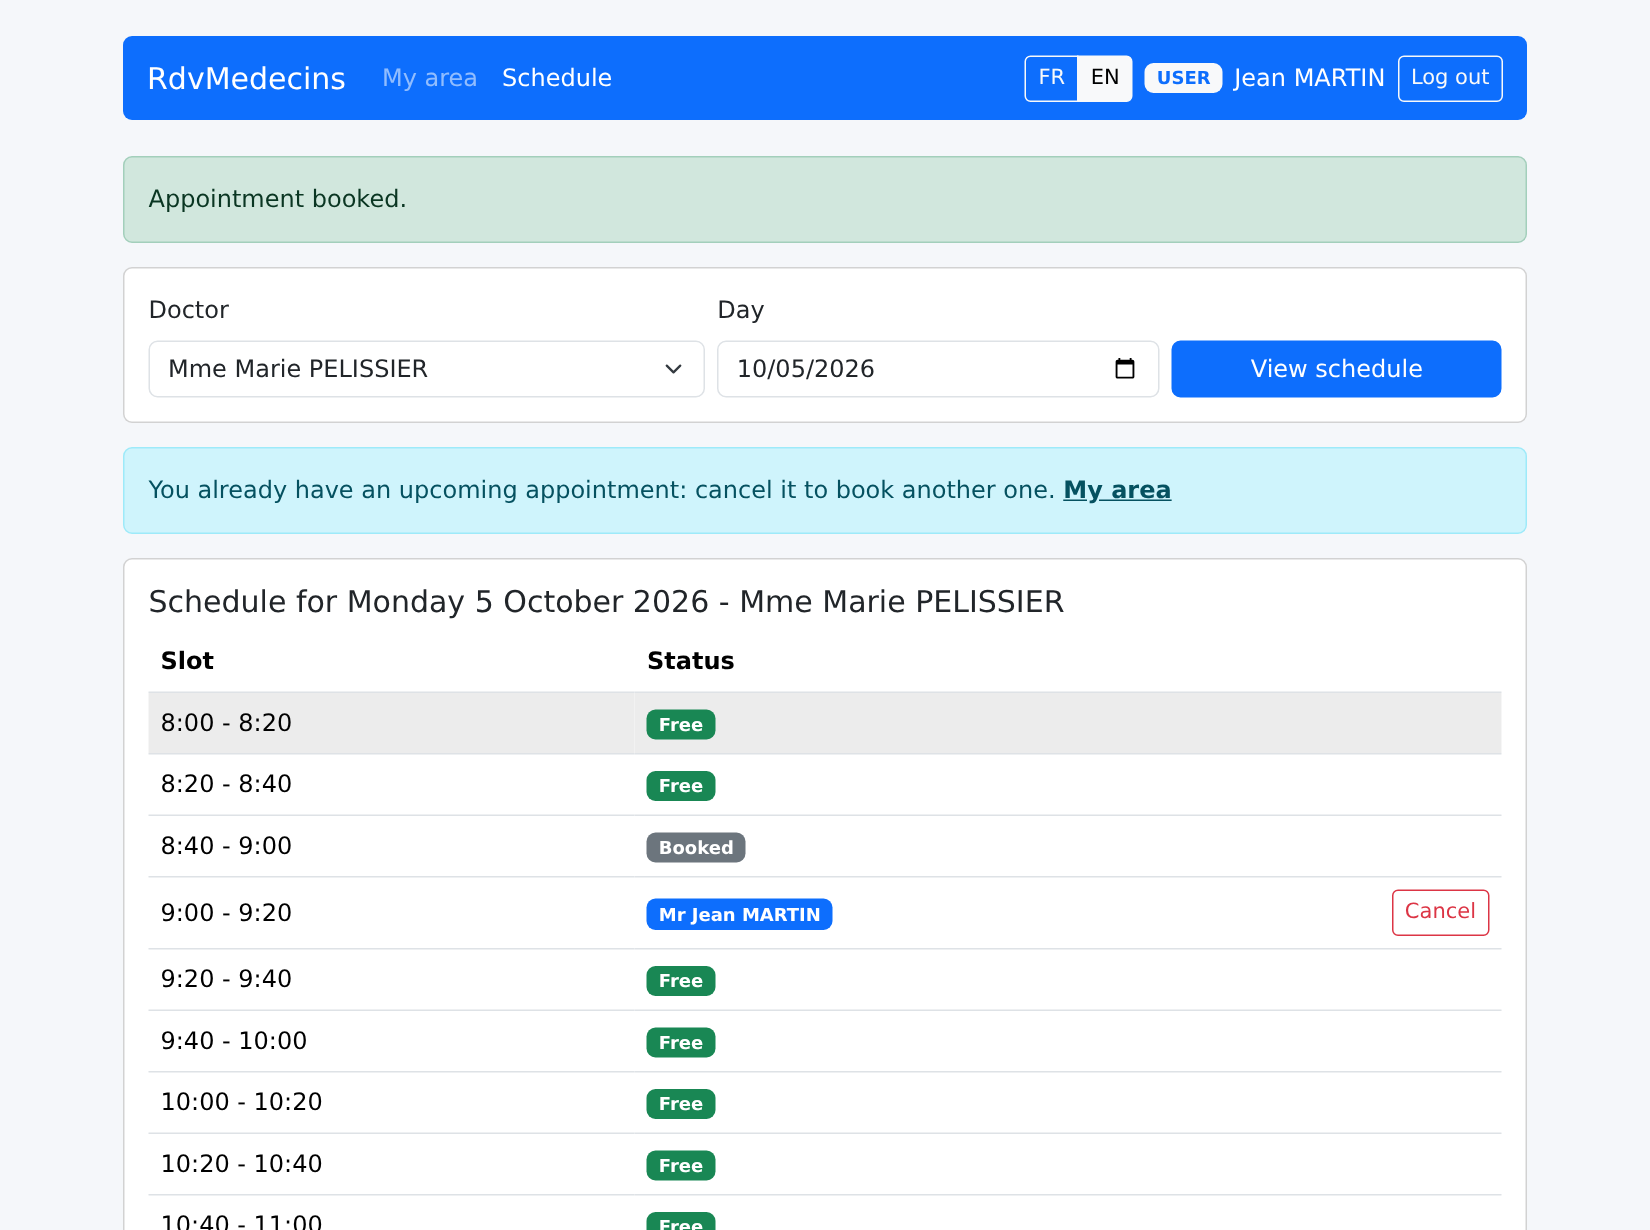 RdvMedecins My area Schedule FR EN USER Jean MARTIN Log out
Appointment booked.
Doctor Day
Mme Marie PELISSIER 10/05/2026 View schedule
You already have an upcoming appointment: cancel it to book another one. My area
Schedule for Monday 5 October 2026 - Mme Marie PELISSIER
Slot Status
8:00 - 8:20 Free
8:20 - 8:40 Free
8:40 - 9:00 Booked
9:00 - 9:20 Mr Jean MARTIN Cancel
9:20 - 9:40 Free
9:40 - 10:00 Free
10:00 - 10:20 Free
10:20 - 10:40 Free
10:40 - 11:00 Free